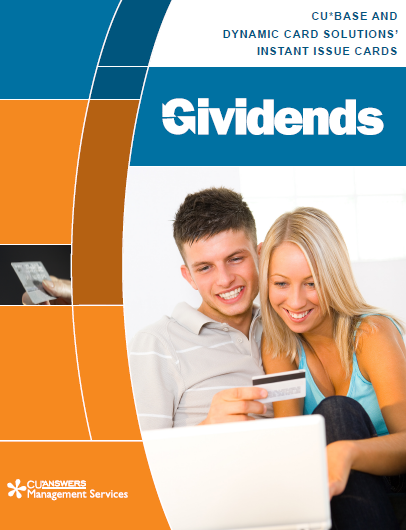 CU*BASE AND
DYNAMIC CARD SOLUTIONS’
INSTANT ISSUE CARDS
Gividends
CU*ANSWERS
Management Services